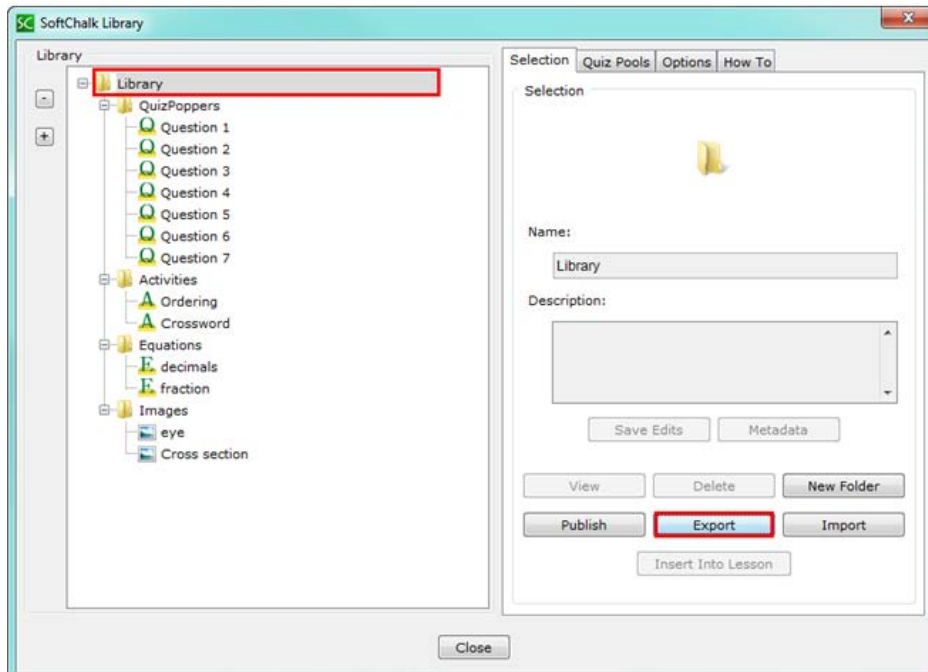 SC SoftChalk Library
X
Library
-
+
Library
QuizPoppers
Q Question 1
Q Question 2
Q Question 3
Q Question 4
Q Question 5
Q Question 6
Q Question 7
Activities
A Ordering
A Crossword
Equations
E decimals
E fraction
Images
eye
Cross section
Selection Quiz Pools Options How To
Selection
Name:
Library
Description:
Save Edits Metadata
View Delete New Folder
Publish Export Import
Insert Into Lesson
Close